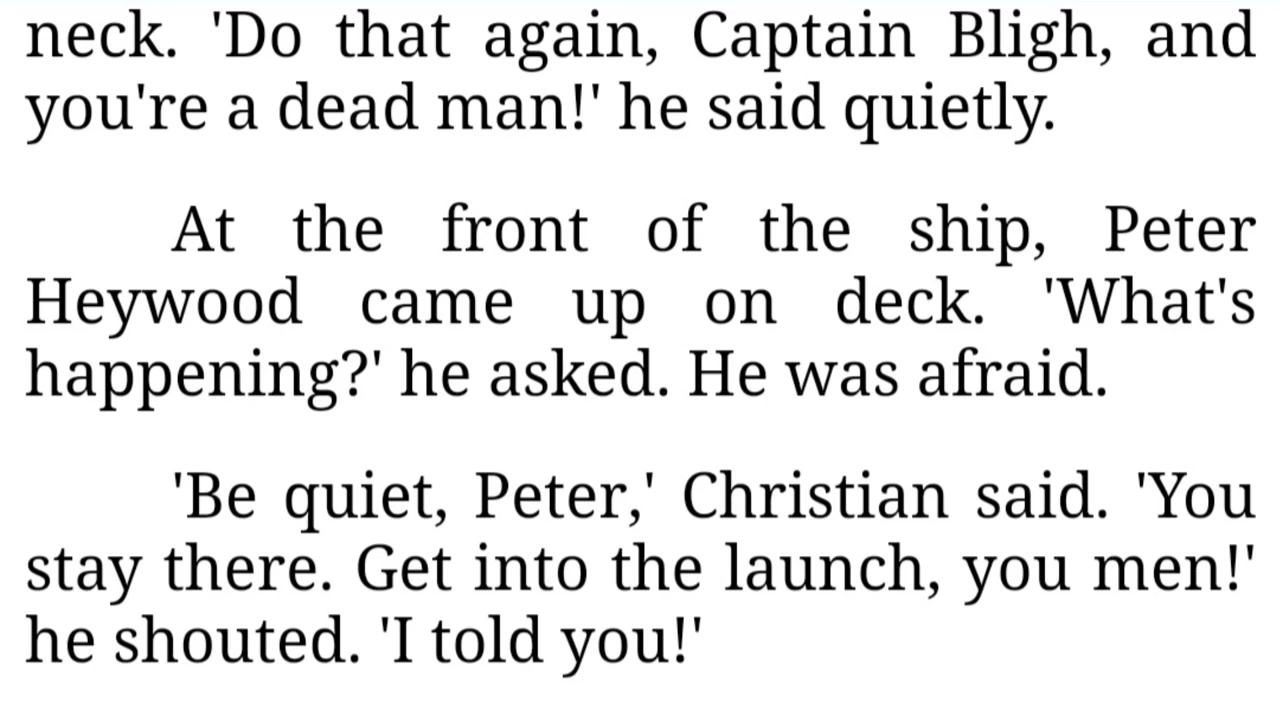 neck. 'Do that again, Captain Bligh, and
you're a dead man!' he said quietly.
At the front of the ship, Peter
Heywood came up on deck. 'What's
happening?' he asked. He was afraid.
'Be quiet, Peter,' Christian said. 'You
stay there. Get into the launch, you men!'
he shouted. 'I told you!'